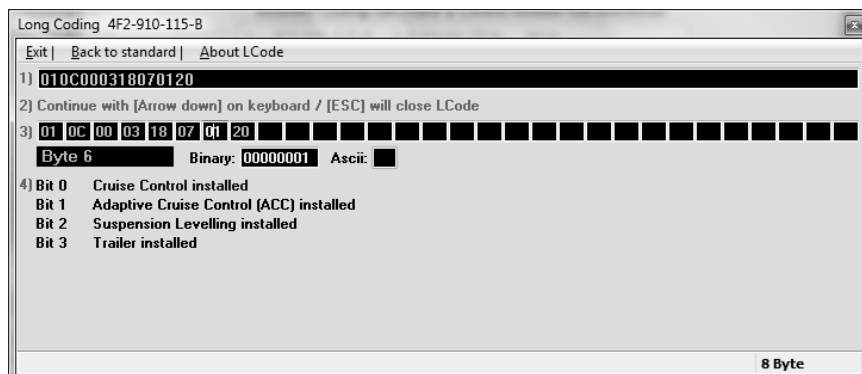 Long Coding 4F2-910-115-B
x
Exit | Back to standard | About LCode
1) 010C000318070120
2) Continue with [Arrow down] on keyboard / [ESC] will close LCode
3) 01 0C 00 03 18 07 01 20
Byte 6 Binary: 00000001 Ascii:
4) Bit 0 Cruise Control installed
Bit 1 Adaptive Cruise Control (ACC) installed
Bit 2 Suspension Levelling installed
Bit 3 Trailer installed
8 Byte